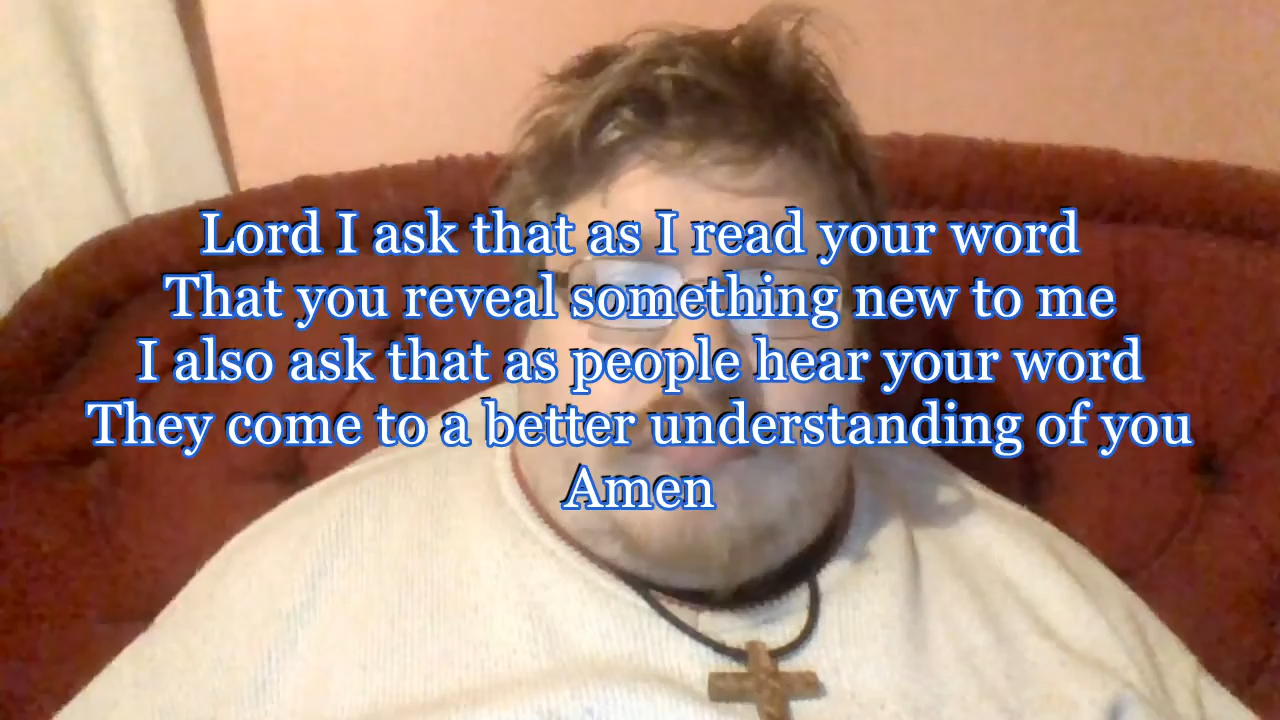 Lord I ask that as I read your word
That you reveal something new to me
I also ask that as people hear your word
They come to a better understanding of you
Amen